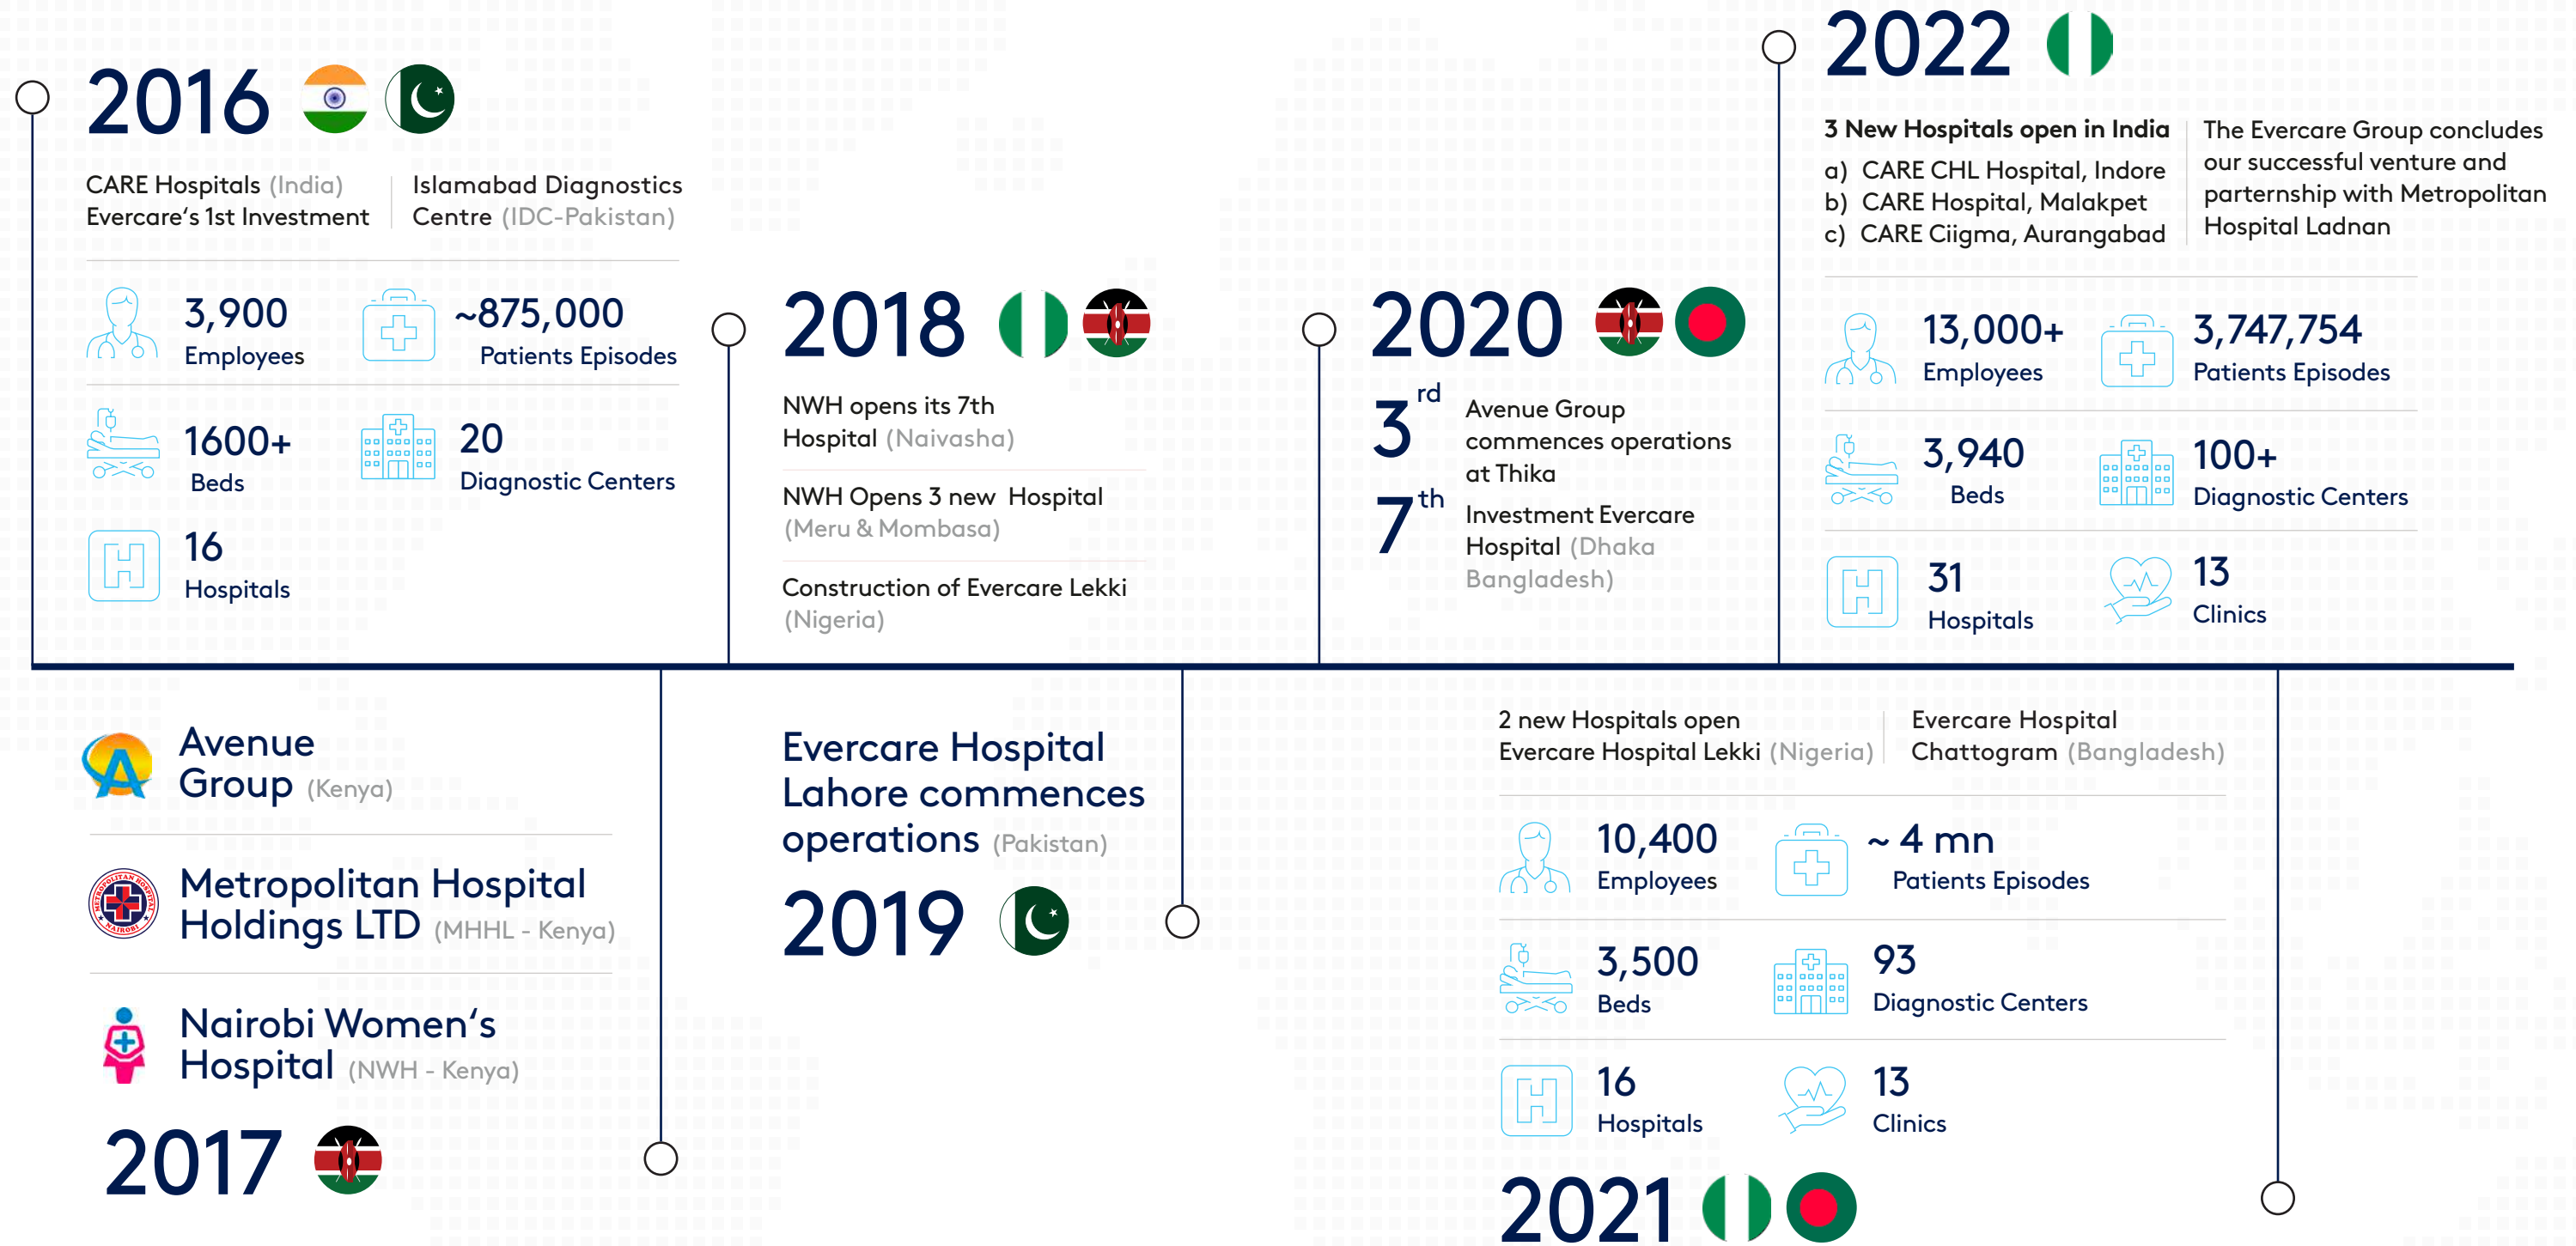 2016
CARE Hospitals (India)
Evercare‘s 1st Investment
Islamabad Diagnostics
Centre (IDC-Pakistan)
3,900
Employees
~875,000
Patients Episodes
1600+
Beds
20
Diagnostic Centers
16
Hospitals
Avenue
Group (Kenya)
METROPOLITAN HOSPITAL
NAIROBI
Metropolitan Hospital
Holdings LTD (MHHL - Kenya)
Nairobi Women‘s
Hospital (NWH - Kenya)
2017
2018
NWH opens its 7th
Hospital (Naivasha)
NWH Opens 3 new Hospital
(Meru & Mombasa)
Construction of Evercare Lekki
(Nigeria)
Evercare Hospital
Lahore commences
operations (Pakistan)
2019
2020
3rd
Avenue Group
commences operations
at Thika
7th
Investment Evercare
Hospital (Dhaka
Bangladesh)
2 new Hospitals open
Evercare Hospital Lekki (Nigeria)
Evercare Hospital
Chattogram (Bangladesh)
10,400
Employees
~ 4 mn
Patients Episodes
3,500
Beds
93
Diagnostic Centers
16
Hospitals
13
Clinics
2021
2022
3 New Hospitals open in India
a) CARE CHL Hospital, Indore
b) CARE Hospital, Malakpet
c) CARE Ciigma, Aurangabad
The Evercare Group concludes
our successful venture and
parternship with Metropolitan
Hospital Ladnan
13,000+
Employees
3,747,754
Patients Episodes
3,940
Beds
100+
Diagnostic Centers
31
Hospitals
13
Clinics